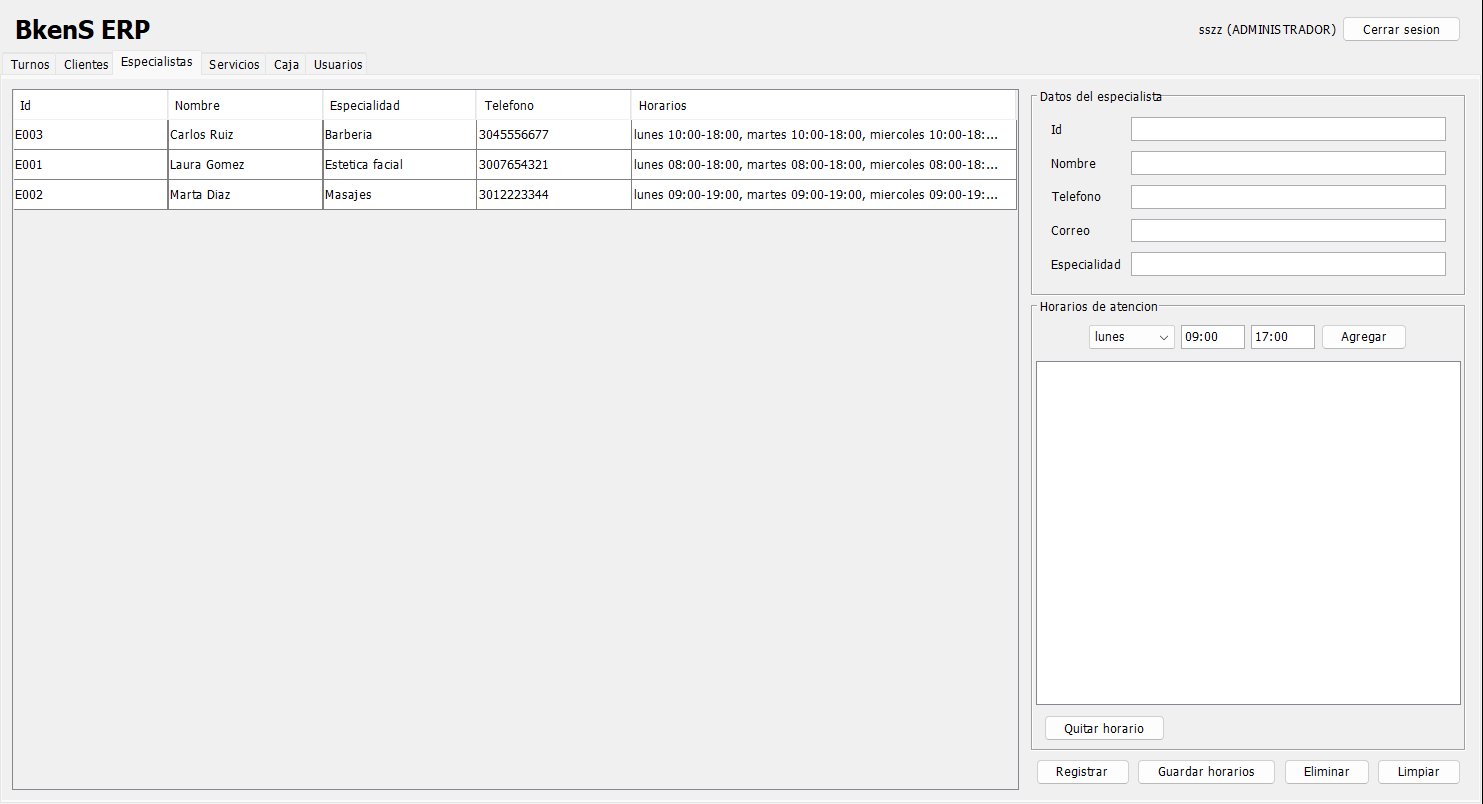 BkenS ERP
sszz (ADMINISTRADOR) Cerrar sesion
Turnos Clientes Especialistas Servicios Caja Usuarios
Id Nombre Especialidad Telefono Horarios
E003 Carlos Ruiz Barberia 3045556677 lunes 10:00-18:00, martes 10:00-18:00, miercoles 10:00-18:...
E001 Laura Gomez Estetica facial 3007654321 lunes 08:00-18:00, martes 08:00-18:00, miercoles 08:00-18:...
E002 Marta Diaz Masajes 3012223344 lunes 09:00-19:00, martes 09:00-19:00, miercoles 09:00-19:...
Datos del especialista
Id
Nombre
Telefono
Correo
Especialidad
Horarios de atencion
lunes 09:00 17:00 Agregar
Quitar horario
Registrar Guardar horarios Eliminar Limpiar